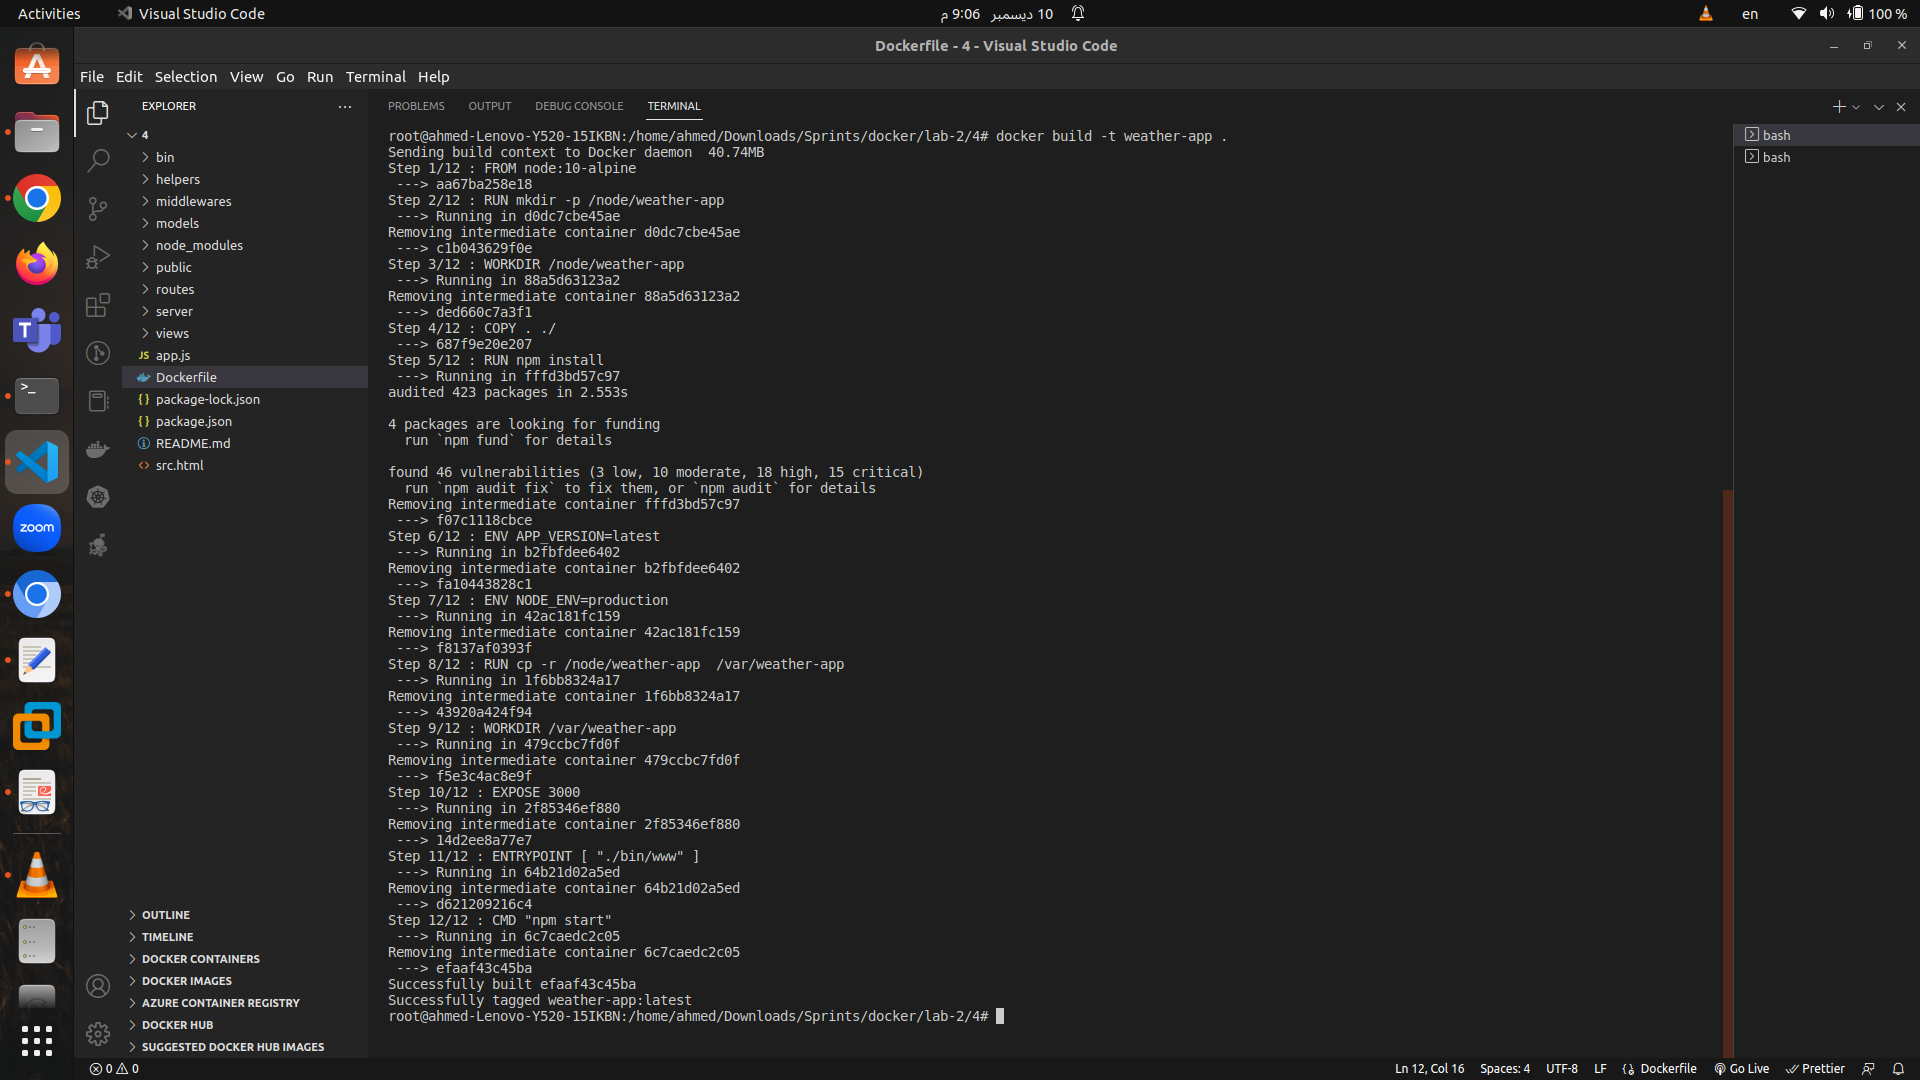 Activities
Visual Studio Code
10 ديسمبر 9:06 م
en
100 %
Dockerfile - 4 - Visual Studio Code
File Edit Selection View Go Run Terminal Help
EXPLORER
4
bin
helpers
middlewares
models
node_modules
public
routes
server
views
JS app.js
Dockerfile
{} package-lock.json
{} package.json
README.md
<> src.html
OUTLINE
TIMELINE
DOCKER CONTAINERS
DOCKER IMAGES
AZURE CONTAINER REGISTRY
DOCKER HUB
SUGGESTED DOCKER HUB IMAGES
zoom
PROBLEMS OUTPUT DEBUG CONSOLE TERMINAL
root@ahmed-Lenovo-Y520-15IKBN:/home/ahmed/Downloads/Sprints/docker/lab-2/4# docker build -t weather-app .
Sending build context to Docker daemon  40.74MB
Step 1/12 : FROM node:10-alpine
 ---> aa67ba258e18
Step 2/12 : RUN mkdir -p /node/weather-app
 ---> Running in d0dc7cbe45ae
Removing intermediate container d0dc7cbe45ae
 ---> c1b043629f0e
Step 3/12 : WORKDIR /node/weather-app
 ---> Running in 88a5d63123a2
Removing intermediate container 88a5d63123a2
 ---> ded660c7a3f1
Step 4/12 : COPY . ./
 ---> 687f9e20e207
Step 5/12 : RUN npm install
 ---> Running in fffd3bd57c97
audited 423 packages in 2.553s
4 packages are looking for funding
  run `npm fund` for details
found 46 vulnerabilities (3 low, 10 moderate, 18 high, 15 critical)
  run `npm audit fix` to fix them, or `npm audit` for details
Removing intermediate container fffd3bd57c97
 ---> f07c1118cbce
Step 6/12 : ENV APP_VERSION=latest
 ---> Running in b2fbfdee6402
Removing intermediate container b2fbfdee6402
 ---> fa10443828c1
Step 7/12 : ENV NODE_ENV=production
 ---> Running in 42ac181fc159
Removing intermediate container 42ac181fc159
 ---> f8137af0393f
Step 8/12 : RUN cp -r /node/weather-app  /var/weather-app
 ---> Running in 1f6bb8324a17
Removing intermediate container 1f6bb8324a17
 ---> 43920a424f94
Step 9/12 : WORKDIR /var/weather-app
 ---> Running in 479ccbc7fd0f
Removing intermediate container 479ccbc7fd0f
 ---> f5e3c4ac8e9f
Step 10/12 : EXPOSE 3000
 ---> Running in 2f85346ef880
Removing intermediate container 2f85346ef880
 ---> 14d2ee8a77e7
Step 11/12 : ENTRYPOINT [ "./bin/www" ]
 ---> Running in 64b21d02a5ed
Removing intermediate container 64b21d02a5ed
 ---> d621209216c4
Step 12/12 : CMD "npm start"
 ---> Running in 6c7caedc2c05
Removing intermediate container 6c7caedc2c05
 ---> efaaf43c45ba
Successfully built efaaf43c45ba
Successfully tagged weather-app:latest
root@ahmed-Lenovo-Y520-15IKBN:/home/ahmed/Downloads/Sprints/docker/lab-2/4#
bash
bash
0 0
Ln 12, Col 16 Spaces: 4 UTF-8 LF Dockerfile Go Live Prettier